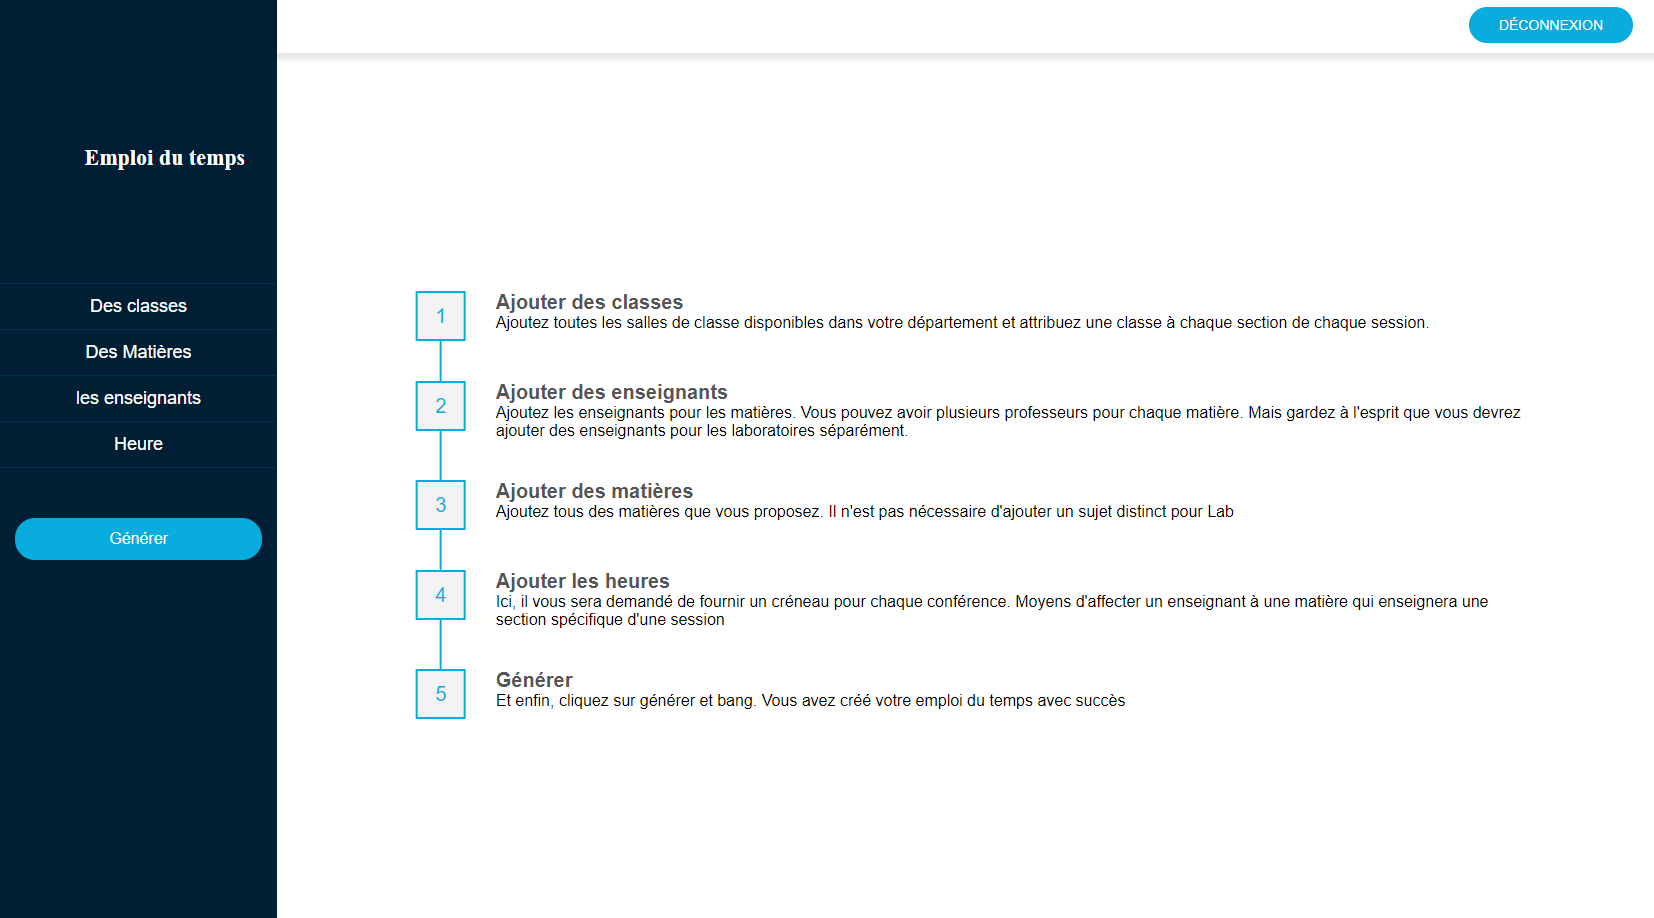 DÉCONNEXION
Emploi du temps
Des classes
Des Matières
les enseignants
Heure
Générer
1
Ajouter des classes
Ajoutez toutes les salles de classe disponibles dans votre département et attribuez une classe à chaque section de chaque session.
2
Ajouter des enseignants
Ajoutez les enseignants pour les matières. Vous pouvez avoir plusieurs professeurs pour chaque matière. Mais gardez à l'esprit que vous devrez
ajouter des enseignants pour les laboratoires séparément.
3
Ajouter des matières
Ajoutez tous des matières que vous proposez. Il n'est pas nécessaire d'ajouter un sujet distinct pour Lab
4
Ajouter les heures
Ici, il vous sera demandé de fournir un créneau pour chaque conférence. Moyens d'affecter un enseignant à une matière qui enseignera une
section spécifique d'une session
5
Générer
Et enfin, cliquez sur générer et bang. Vous avez créé votre emploi du temps avec succès